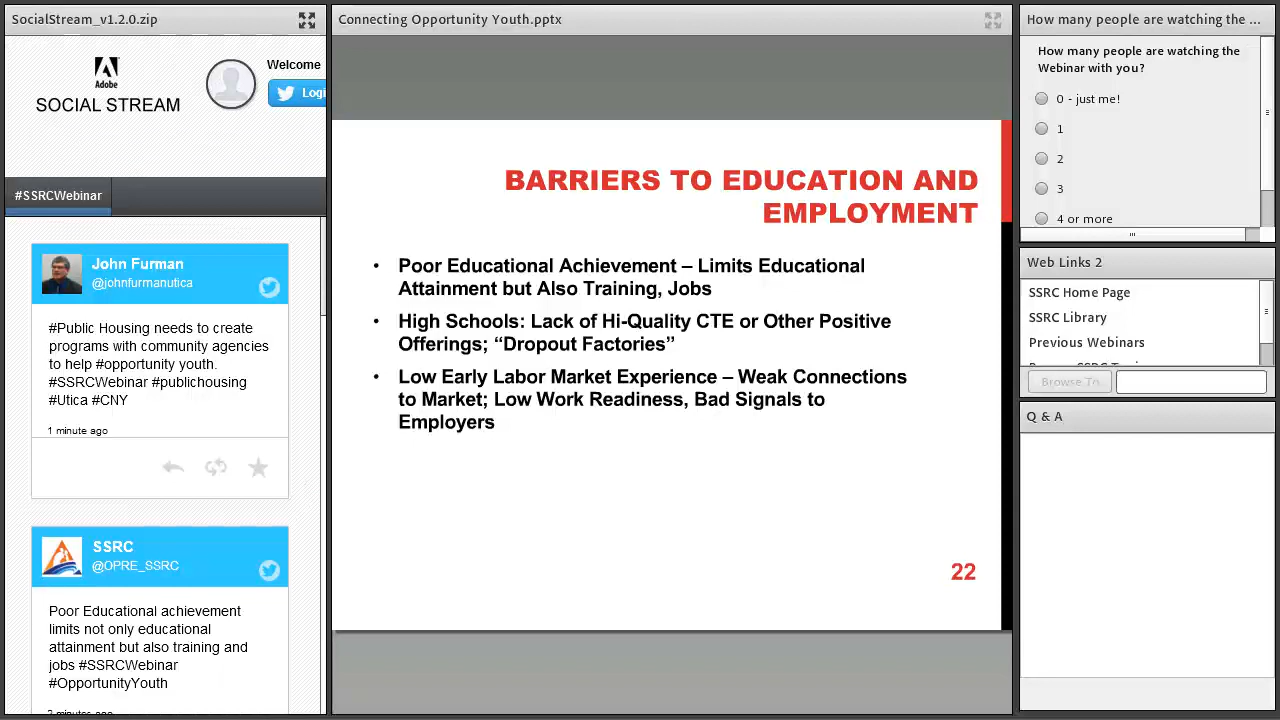 SocialStream_v1.2.0.zip
Adobe
SOCIAL STREAM
Welcome
Logi
#SSRCWebinar
John Furman
@johnfurmanutica
#Public Housing needs to create
programs with community agencies
to help #opportunity youth.
#SSRCWebinar #publichousing
#Utica #CNY
1 minute ago
SSRC
@OPRE_SSRC
Poor Educational achievement
limits not only educational
attainment but also training and
jobs #SSRCWebinar
#OpportunityYouth
2 minutes ago
Connecting Opportunity Youth.pptx
BARRIERS TO EDUCATION AND
EMPLOYMENT
• Poor Educational Achievement – Limits Educational
Attainment but Also Training, Jobs
• High Schools: Lack of Hi-Quality CTE or Other Positive
Offerings; “Dropout Factories”
• Low Early Labor Market Experience – Weak Connections
to Market; Low Work Readiness, Bad Signals to
Employers
22
How many people are watching the ...
How many people are watching the
Webinar with you?
0 - just me!
1
2
3
4 or more
Web Links 2
SSRC Home Page
SSRC Library
Previous Webinars
Browse To
Q & A